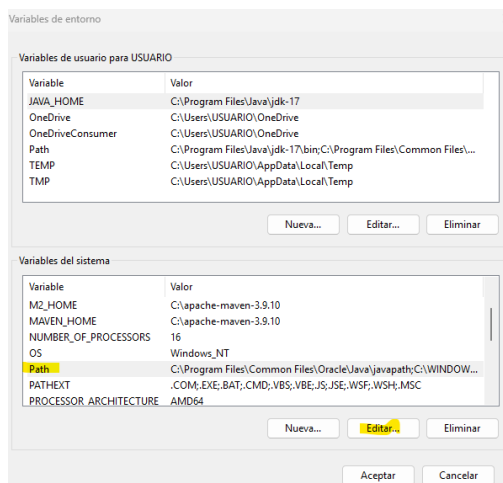 Variables de entorno
Variables de usuario para USUARIO
Variable Valor
JAVA_HOME C:\Program Files\Java\jdk-17
OneDrive C:\Users\USUARIO\OneDrive
OneDriveConsumer C:\Users\USUARIO\OneDrive
Path C:\Program Files\Java\jdk-17\bin;C:\Program Files\Common Files\...
TEMP C:\Users\USUARIO\AppData\Local\Temp
TMP C:\Users\USUARIO\AppData\Local\Temp
Nueva... Editar... Eliminar
Variables del sistema
Variable Valor
M2_HOME C:\apache-maven-3.9.10
MAVEN_HOME C:\apache-maven-3.9.10
NUMBER_OF_PROCESSORS 16
OS Windows_NT
Path C:\Program Files\Common Files\Oracle\Java\javapath;C:\WINDOW...
PATHEXT .COM;.EXE;.BAT;.CMD;.VBS;.VBE;.JS;.JSE;.WSF;.WSH;.MSC
PROCESSOR_ARCHITECTURE AMD64
Nueva... Editar... Eliminar
Aceptar Cancelar